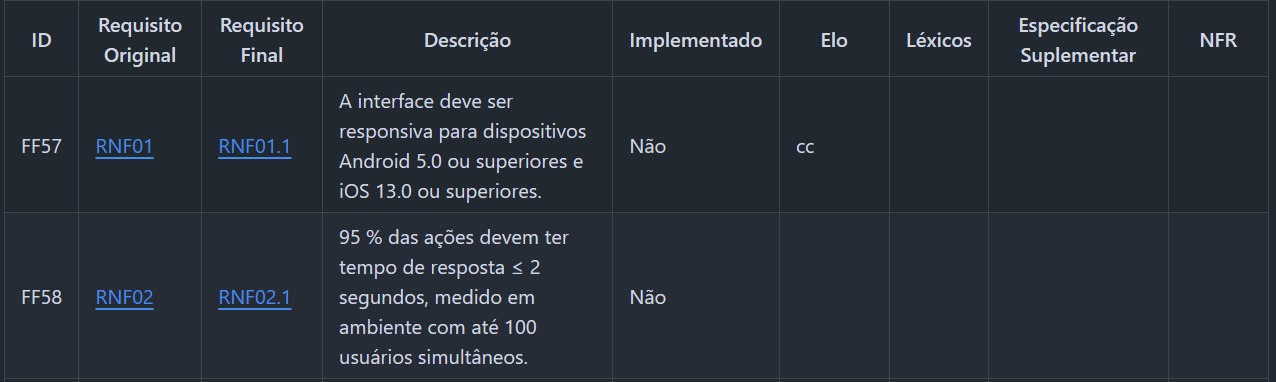 ID
Requisito
Original
Requisito
Final
Descrição
Implementado
Elo
Léxicos
Especificação
Suplementar
NFR
FF57
RNF01
RNF01.1
A interface deve ser
responsiva para dispositivos
Android 5.0 ou superiores e
iOS 13.0 ou superiores.
Não
cc
FF58
RNF02
RNF02.1
95 % das ações devem ter
tempo de resposta ≤ 2
segundos, medido em
ambiente com até 100
usuários simultâneos.
Não